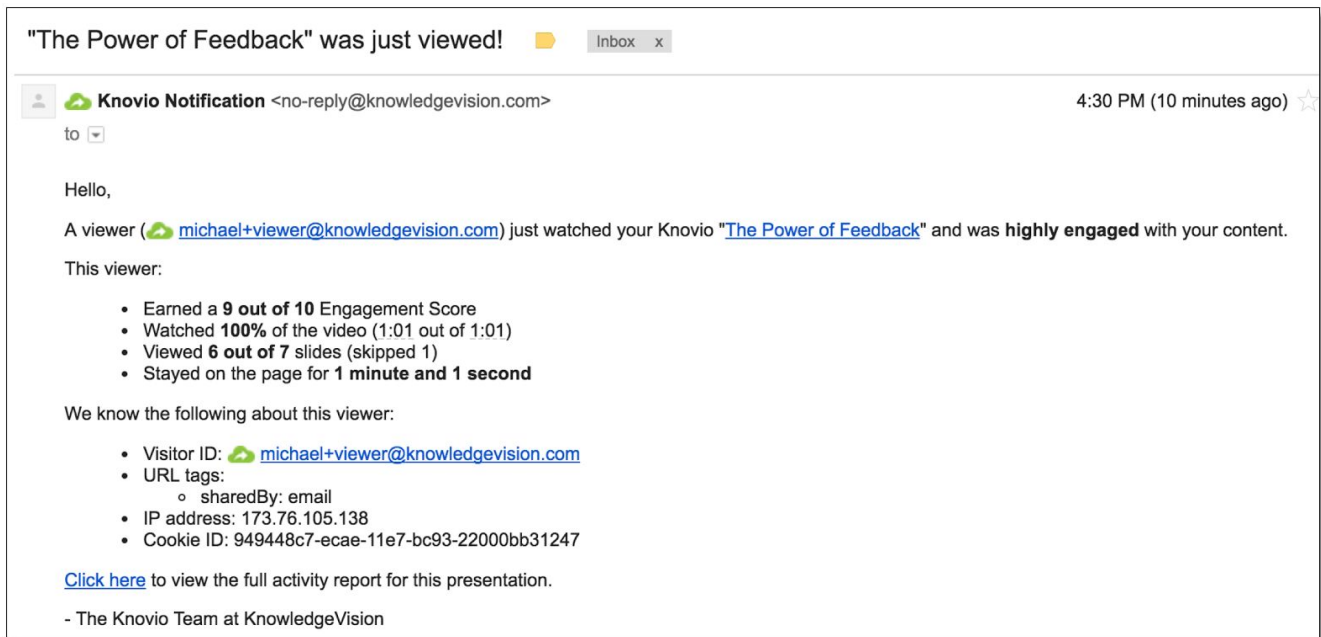 "The Power of Feedback" was just viewed!
Inbox x
Knovio Notification <no-reply@knowledgevision.com>
4:30 PM (10 minutes ago)
to
Hello,
A viewer (michael+viewer@knowledgevision.com) just watched your Knovio "The Power of Feedback" and was highly engaged with your content.
This viewer:
• Earned a 9 out of 10 Engagement Score
• Watched 100% of the video (1:01 out of 1:01)
• Viewed 6 out of 7 slides (skipped 1)
• Stayed on the page for 1 minute and 1 second
We know the following about this viewer:
• Visitor ID: michael+viewer@knowledgevision.com
• URL tags:
◦ sharedBy: email
• IP address: 173.76.105.138
• Cookie ID: 949448c7-ecae-11e7-bc93-22000bb31247
Click here to view the full activity report for this presentation.
- The Knovio Team at KnowledgeVision